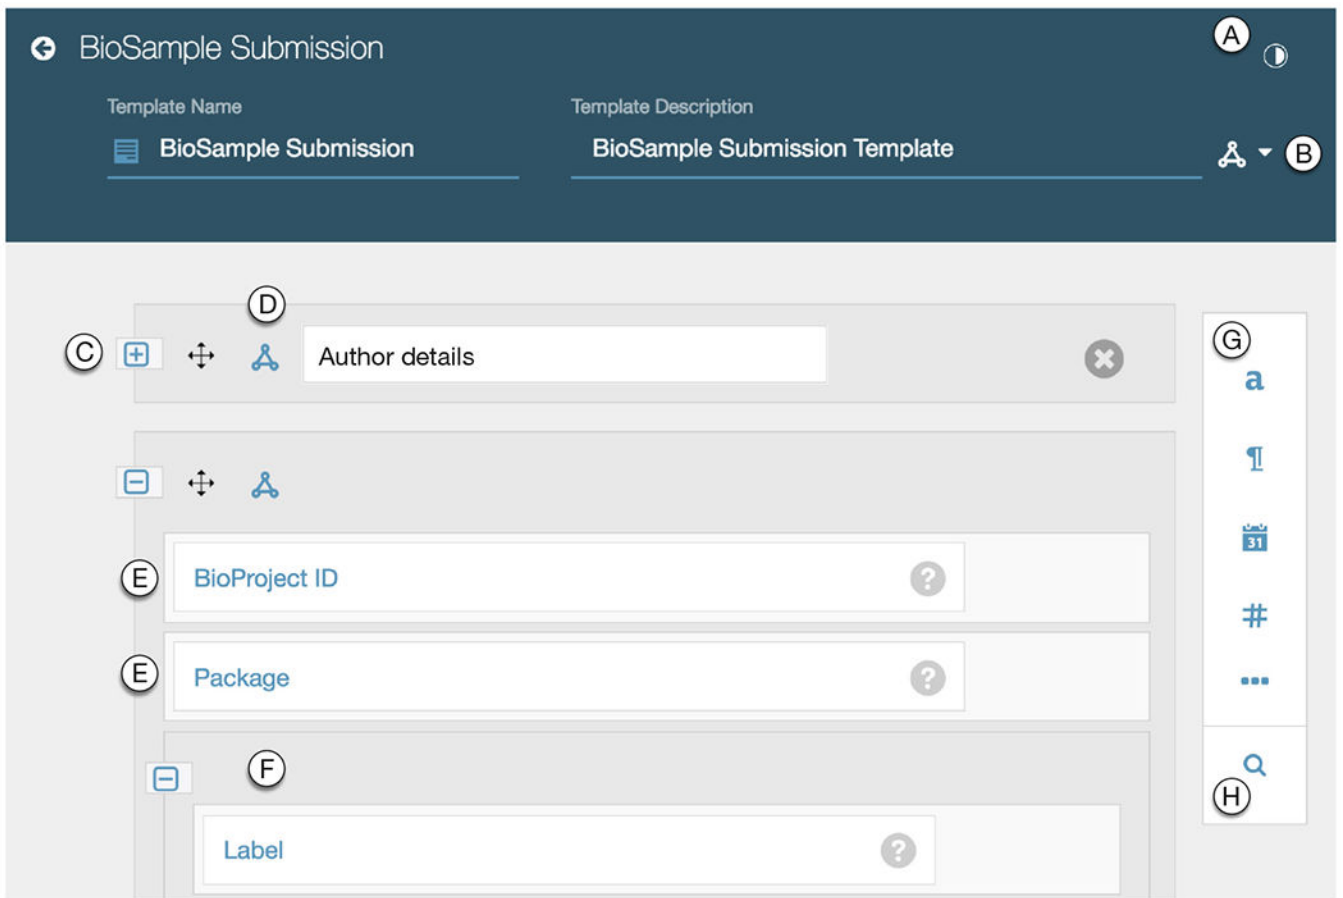 BioSample Submission
A
Template Name
Template Description
BioSample Submission
BioSample Submission Template
B
D
C
Author details
G
a
¶
31
E
BioProject ID
?
#
E
Package
?
F
H
Label
?